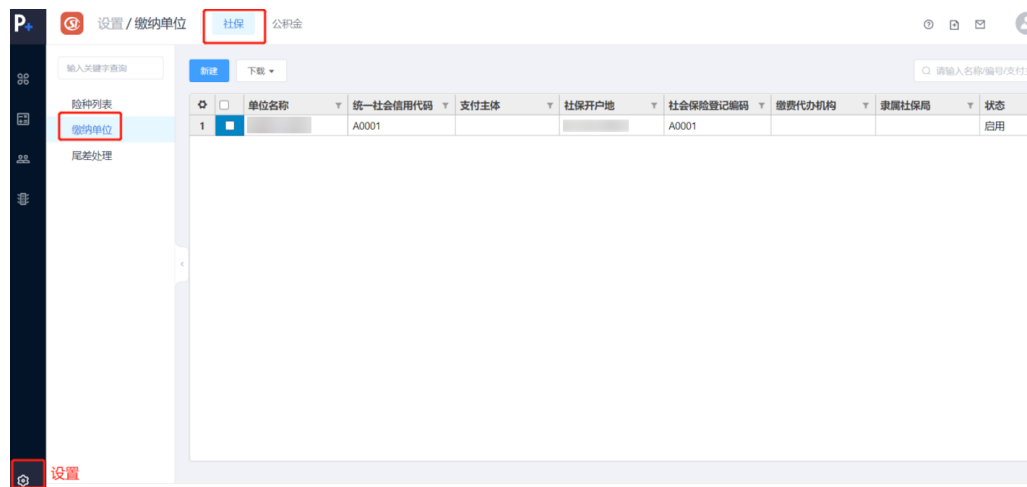 P+ 设置 / 缴纳单位 社保 公积金
输入关键字查询 新建 下载 请输入名称/编号/支付
险种列表
缴纳单位
尾差处理
单位名称 统一社会信用代码 支付主体 社保开户地 社会保险登记编码 缴费代办机构 隶属社保局 状态
1 A0001 A0001 启用
设置